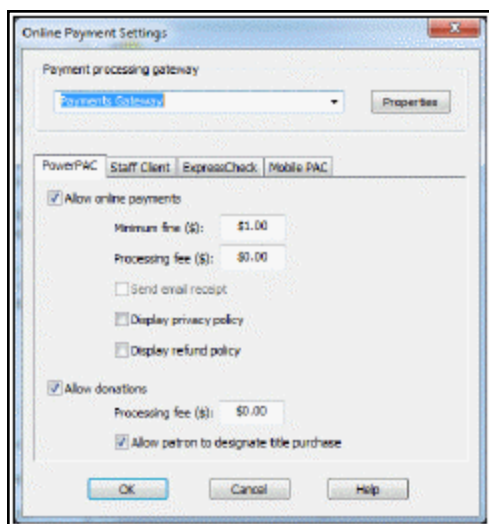 Online Payment Settings
Payment processing gateway
Payments Gateway
Properties
PowerPAC Staff Client ExpressCheck Mobile PAC
Allow online payments
Minimum fine ($): $1.00
Processing fee ($): $0.00
Send email receipt
Display privacy policy
Display refund policy
Allow donations
Processing fee ($): $0.00
Allow patron to designate title purchase
OK Cancel Help